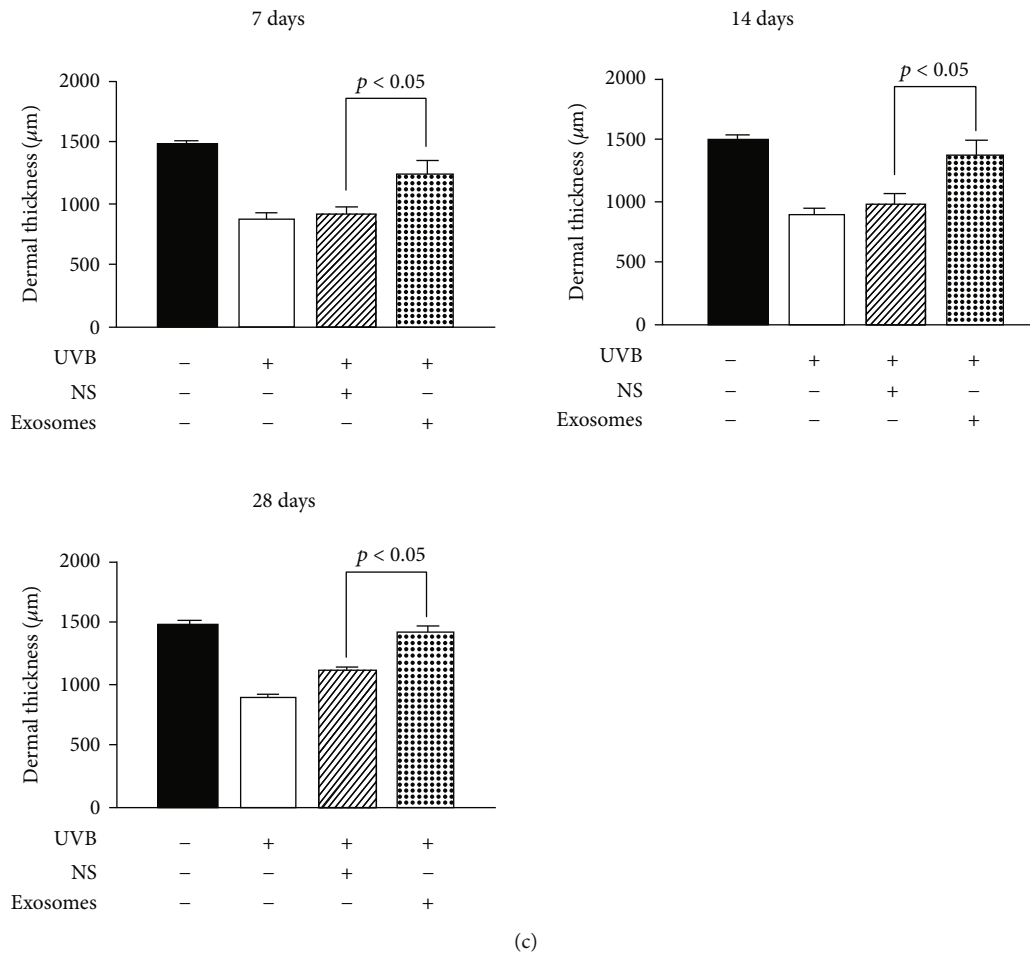 7 days
p < 0.05
2000
1500
1000
500
0
Dermal thickness (μm)
UVB − + + +
NS − − + −
Exosomes − − − +
14 days
p < 0.05
2000
1500
1000
500
0
Dermal thickness (μm)
UVB − + + +
NS − − + −
Exosomes − − − +
28 days
p < 0.05
2000
1500
1000
500
0
Dermal thickness (μm)
UVB − + + +
NS − − + −
Exosomes − − − +
(c)